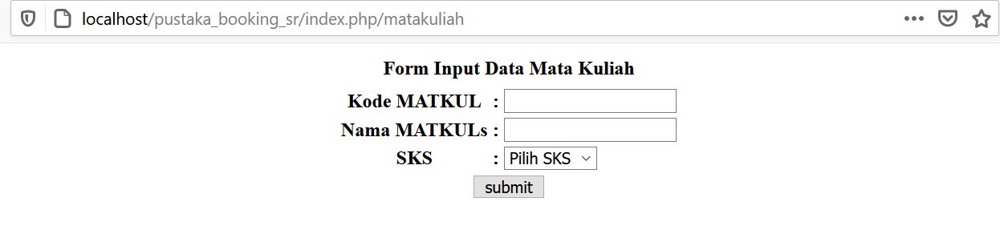 localhost/pustaka_booking_sr/index.php/matakuliah
Form Input Data Mata Kuliah
Kode MATKUL :
Nama MATKULs :
SKS : Pilih SKS
submit